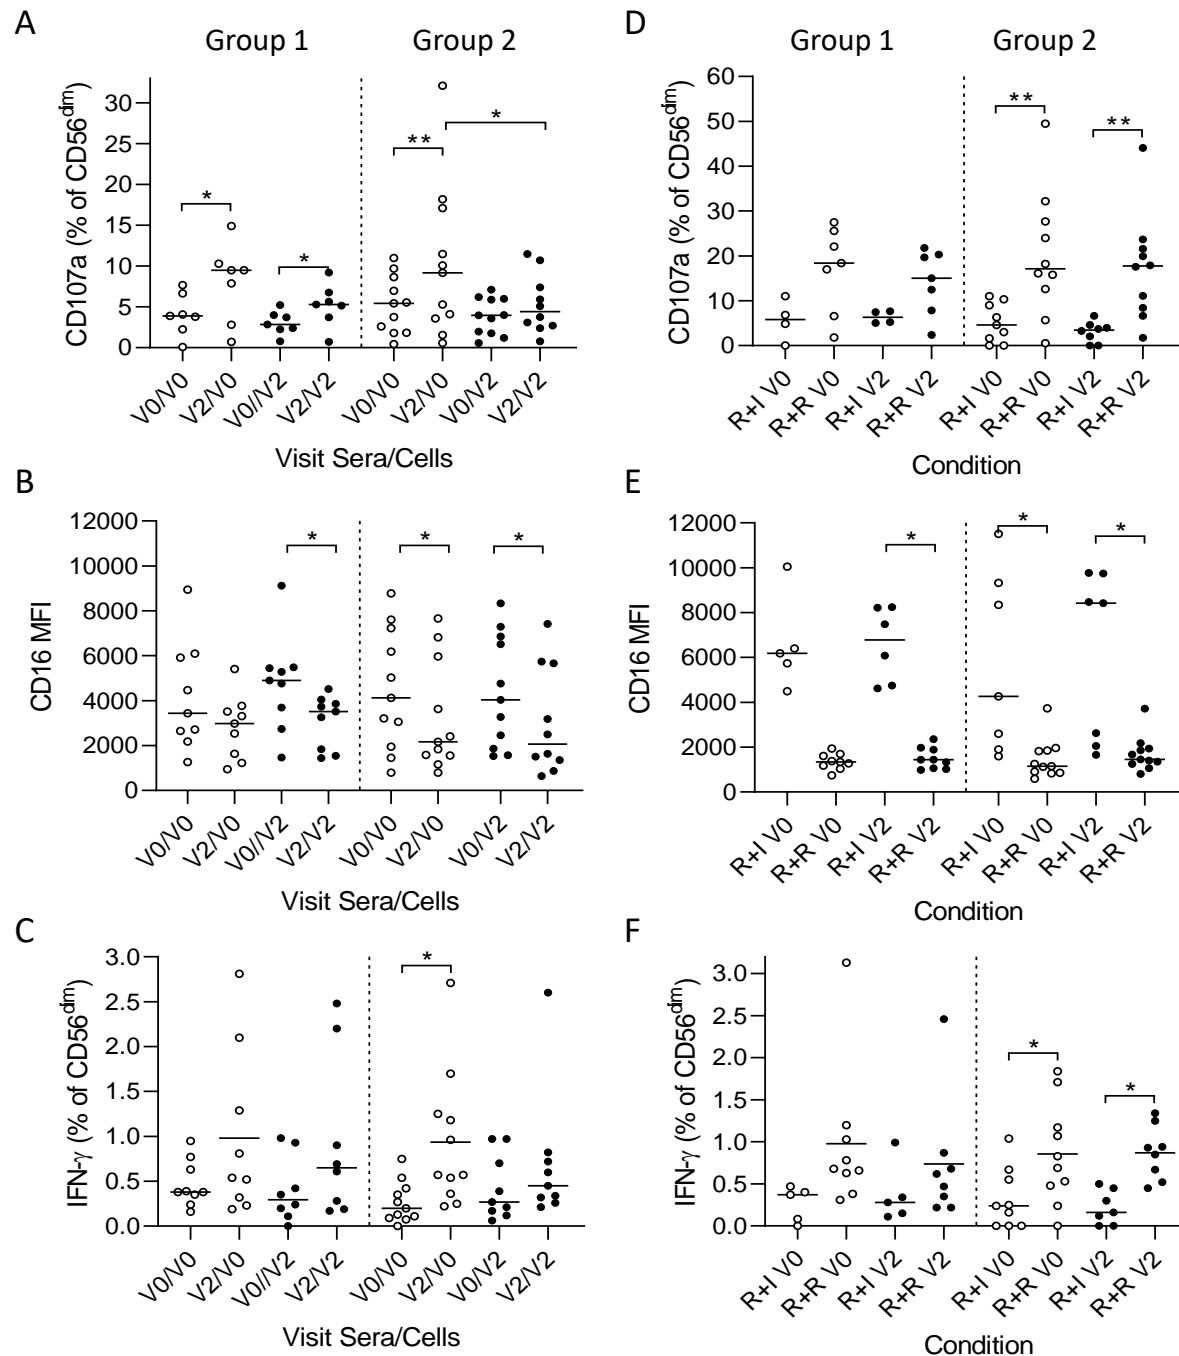 A
Group 1
Group 2
CD107a (% of CD56dim)
30
25
20
15
10
5
0
*
*
**
*
V0/V0
V2/V0
V0//V2
V2/V2
V0/V0
V2/V0
V0/V2
V2/V2
Visit Sera/Cells
D
Group 1
Group 2
CD107a (% of CD56dim)
60
50
40
30
20
10
0
**
**
R+I V0
R+R V0
R+I V2
R+R V2
R+I V0
R+R V0
R+I V2
R+R V2
Condition
B
CD16 MFI
12000
10000
8000
6000
4000
2000
0
*
*
*
V0/V0
V2/V0
V0//V2
V2/V2
V0/V0
V2/V0
V0/V2
V2/V2
Visit Sera/Cells
E
CD16 MFI
12000
10000
8000
6000
4000
2000
0
*
*
*
R+I V0
R+R V0
R+I V2
R+R V2
R+I V0
R+R V0
R+I V2
R+R V2
Condition
C
IFN-γ (% of CD56dim)
3.0
2.5
2.0
1.5
1.0
0.5
0.0
*
V0/V0
V2/V0
V0//V2
V2/V2
V0/V0
V2/V0
V0/V2
V2/V2
Visit Sera/Cells
F
IFN-γ (% of CD56dim)
3.0
2.5
2.0
1.5
1.0
0.5
0.0
*
*
R+I V0
R+R V0
R+I V2
R+R V2
R+I V0
R+R V0
R+I V2
R+R V2
Condition